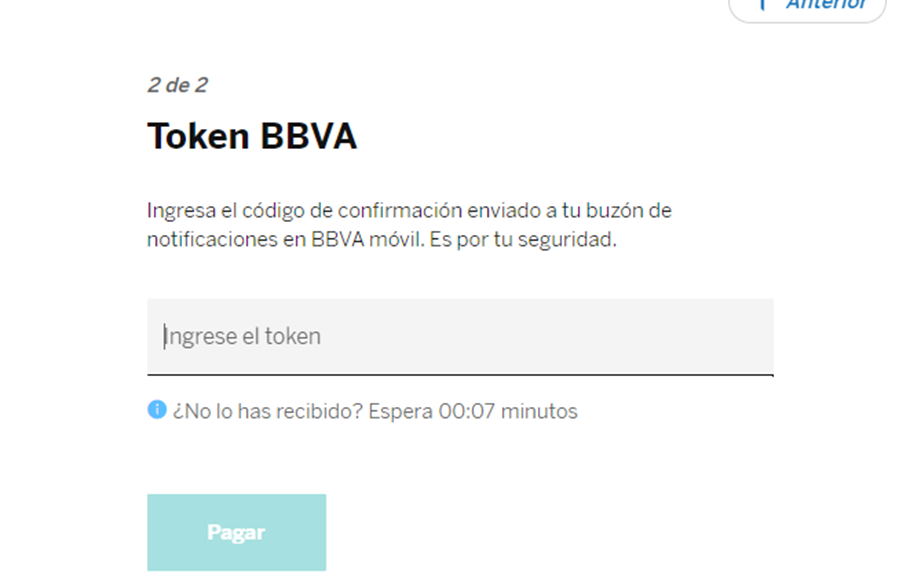 Anterior
2 de 2
Token BBVA
Ingresa el código de confirmación enviado a tu buzón de
notificaciones en BBVA móvil. Es por tu seguridad.
Ingrese el token
¿No lo has recibido? Espera 00:07 minutos
Pagar